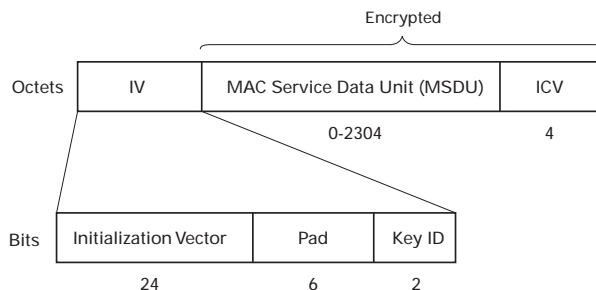 Encrypted
Octets IV MAC Service Data Unit (MSDU) ICV
0-2304 4
Bits Initialization Vector Pad Key ID
24 6 2